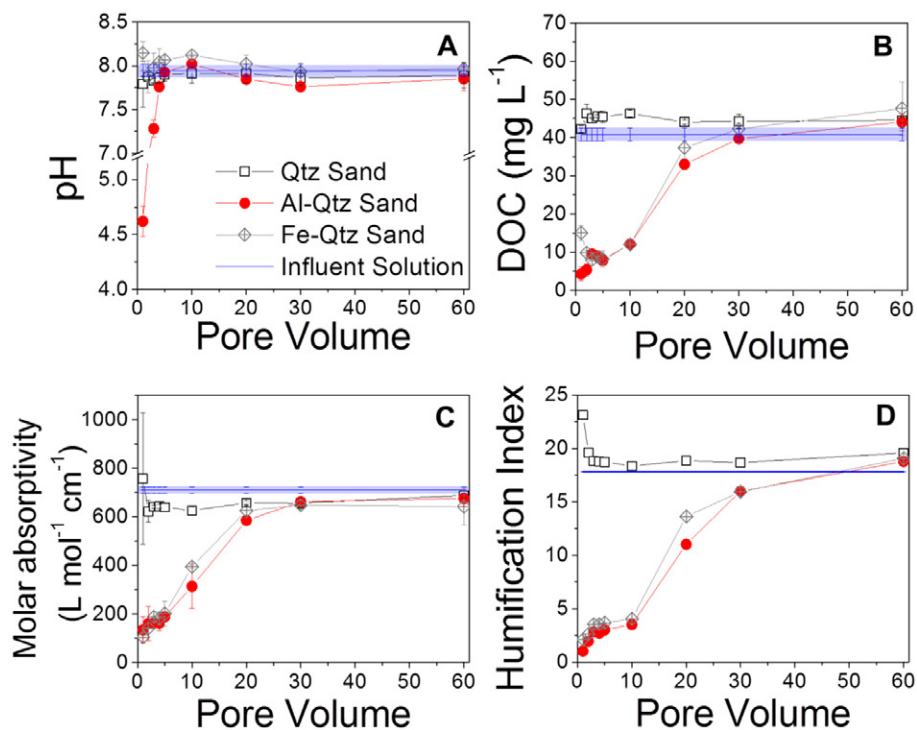 A
pH
8.5
8.0
7.5
7.0
5.0
4.5
4.0
Qtz Sand
Al-Qtz Sand
Fe-Qtz Sand
Influent Solution
0 10 20 30 40 50 60
Pore Volume
B
DOC (mg L⁻¹)
60
50
40
30
20
10
0
0 10 20 30 40 50 60
Pore Volume
C
Molar absorptivity
(L mol⁻¹ cm⁻¹)
1000
800
600
400
200
0
0 10 20 30 40 50 60
Pore Volume
D
Humification Index
25
20
15
10
5
0
0 10 20 30 40 50 60
Pore Volume